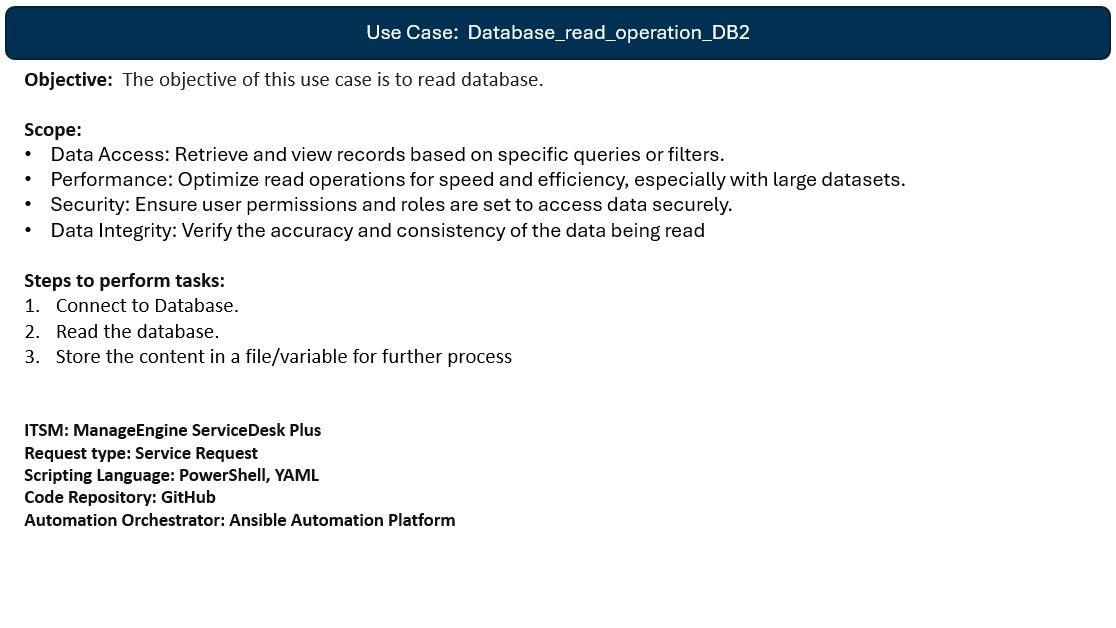 Use Case: Database_read_operation_DB2
Objective: The objective of this use case is to read database.
Scope:
• Data Access: Retrieve and view records based on specific queries or filters.
• Performance: Optimize read operations for speed and efficiency, especially with large datasets.
• Security: Ensure user permissions and roles are set to access data securely.
• Data Integrity: Verify the accuracy and consistency of the data being read
Steps to perform tasks:
1. Connect to Database.
2. Read the database.
3. Store the content in a file/variable for further process
ITSM: ManageEngine ServiceDesk Plus
Request type: Service Request
Scripting Language: PowerShell, YAML
Code Repository: GitHub
Automation Orchestrator: Ansible Automation Platform